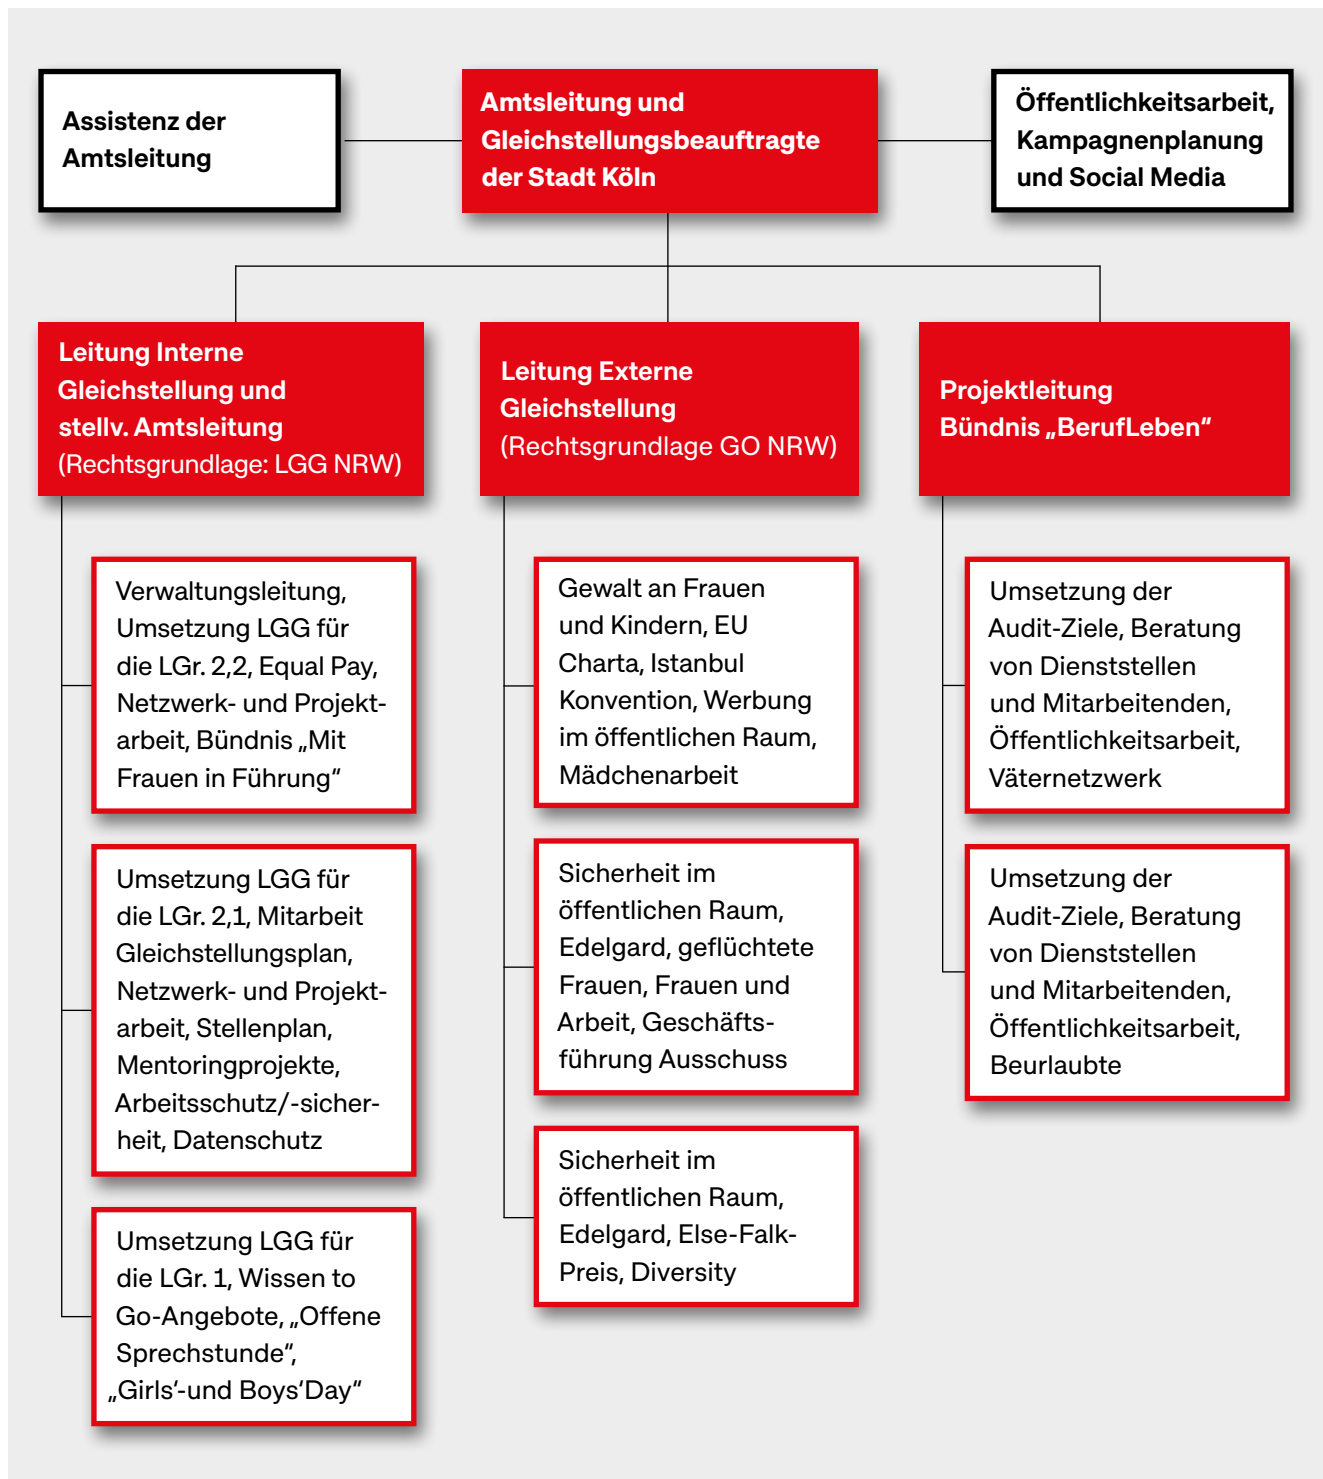 Assistenz der
Amtsleitung
Amtsleitung und
Gleichstellungsbeauftragte
der Stadt Köln
Öffentlichkeitsarbeit,
Kampagnenplanung
und Social Media
Leitung Interne
Gleichstellung und
stellv. Amtsleitung
(Rechtsgrundlage: LGG NRW)
Verwaltungsleitung,
Umsetzung LGG für
die LGr. 2,2, Equal Pay,
Netzwerk- und Projekt-
arbeit, Bündnis „Mit
Frauen in Führung“
Umsetzung LGG für
die LGr. 2,1, Mitarbeit
Gleichstellungsplan,
Netzwerk- und Projekt-
arbeit, Stellenplan,
Mentoringprojekte,
Arbeitsschutz/-sicher-
heit, Datenschutz
Umsetzung LGG für
die LGr. 1, Wissen to
Go-Angebote, „Offene
Sprechstunde“,
„Girls‘-und Boys‘Day“
Leitung Externe
Gleichstellung
(Rechtsgrundlage GO NRW)
Gewalt an Frauen
und Kindern, EU
Charta, Istanbul
Konvention, Werbung
im öffentlichen Raum,
Mädchenarbeit
Sicherheit im
öffentlichen Raum,
Edelgard, geflüchtete
Frauen, Frauen und
Arbeit, Geschäfts-
führung Ausschuss
Sicherheit im
öffentlichen Raum,
Edelgard, Else-Falk-
Preis, Diversity
Projektleitung
Bündnis „BerufLeben“
Umsetzung der
Audit-Ziele, Beratung
von Dienststellen
und Mitarbeitenden,
Öffentlichkeitsarbeit,
Väternetzwerk
Umsetzung der
Audit-Ziele, Beratung
von Dienststellen
und Mitarbeitenden,
Öffentlichkeitsarbeit,
Beurlaubte